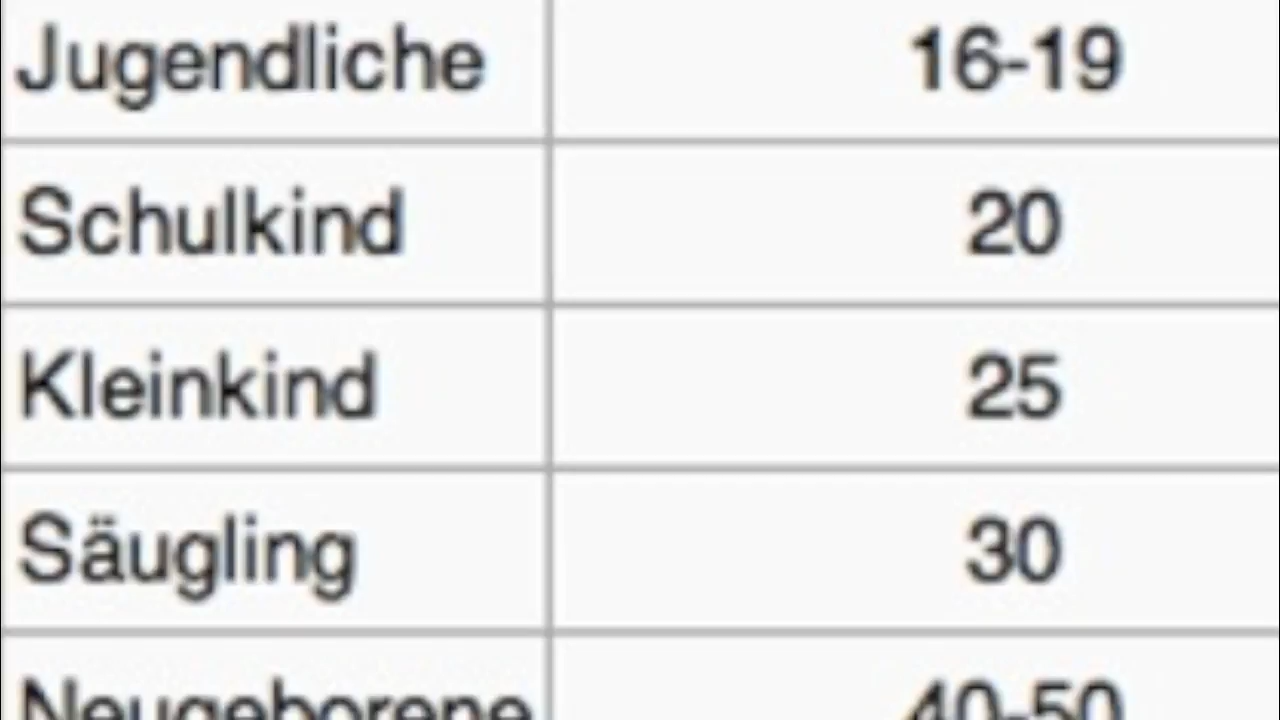 Jugendliche 16-19
Schulkind 20
Kleinkind 25
Säugling 30
Neugeborene 40-50